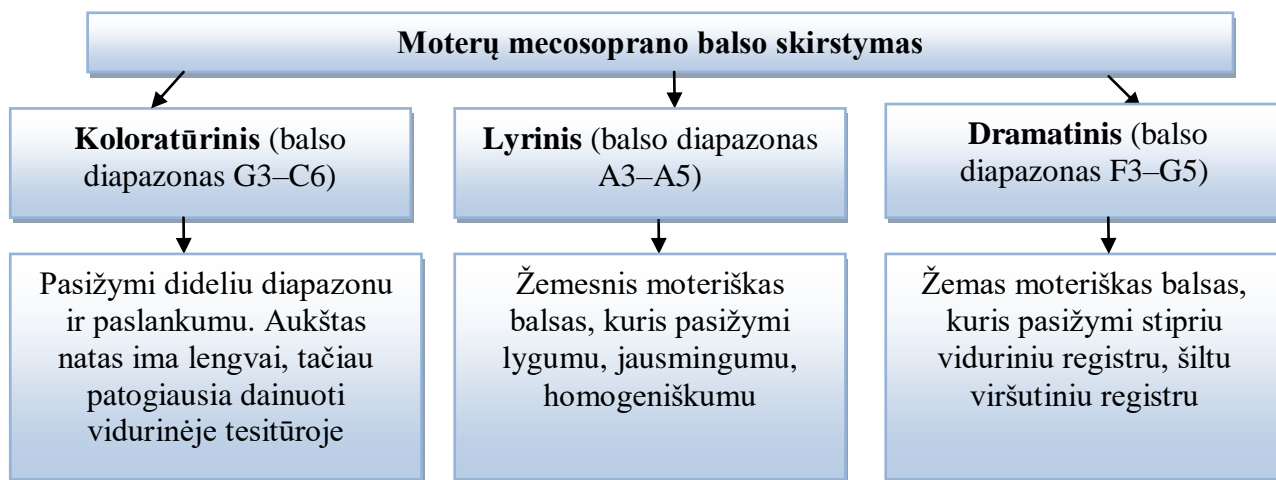 Moterų mecosoprano balso skirstymas
Koloratūrinis (balso
diapazonas G3–C6)
Lyrinis (balso diapazonas
A3–A5)
Dramatinis (balso
diapazonas F3–G5)
Pasižymi dideliu diapazonu
ir paslankumu. Aukštas
natas ima lengvai, tačiau
patogiausia dainuoti
vidurinėje tesitūroje
Žemesnis moteriškas
balsas, kuris pasižymi
lygumu, jausmingumu,
homogeniškumu
Žemas moteriškas balsas,
kuris pasižymi stipriu
viduriniu registru, šiltu
viršutiniu registru